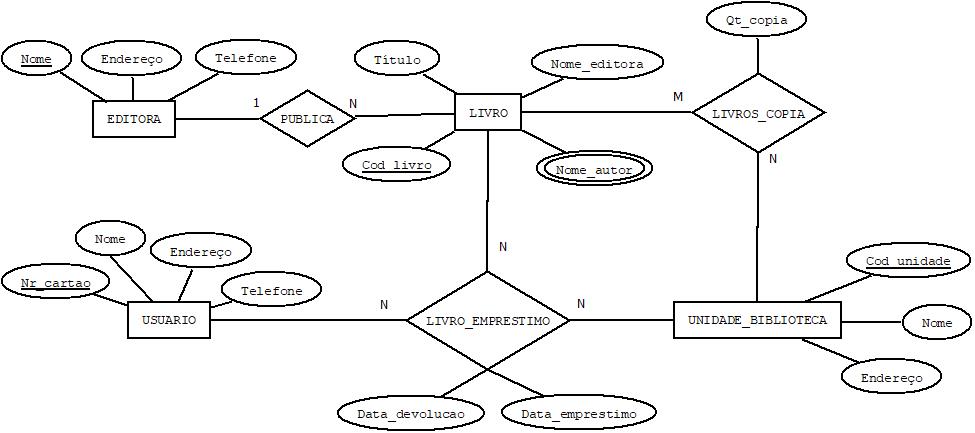 Qt_copia
Nome
Endereço
Telefone
Título
Nome_editora
1
N
M
EDITORA
PUBLICA
LIVRO
LIVROS_COPIA
Cod_livro
Nome_autor
N
Nome
Endereço
N
Cod_unidade
Nr_cartao
Telefone
N
N
USUARIO
LIVRO_EMPRESTIMO
UNIDADE_BIBLIOTECA
Nome
Endereço
Data_devolucao
Data_emprestimo